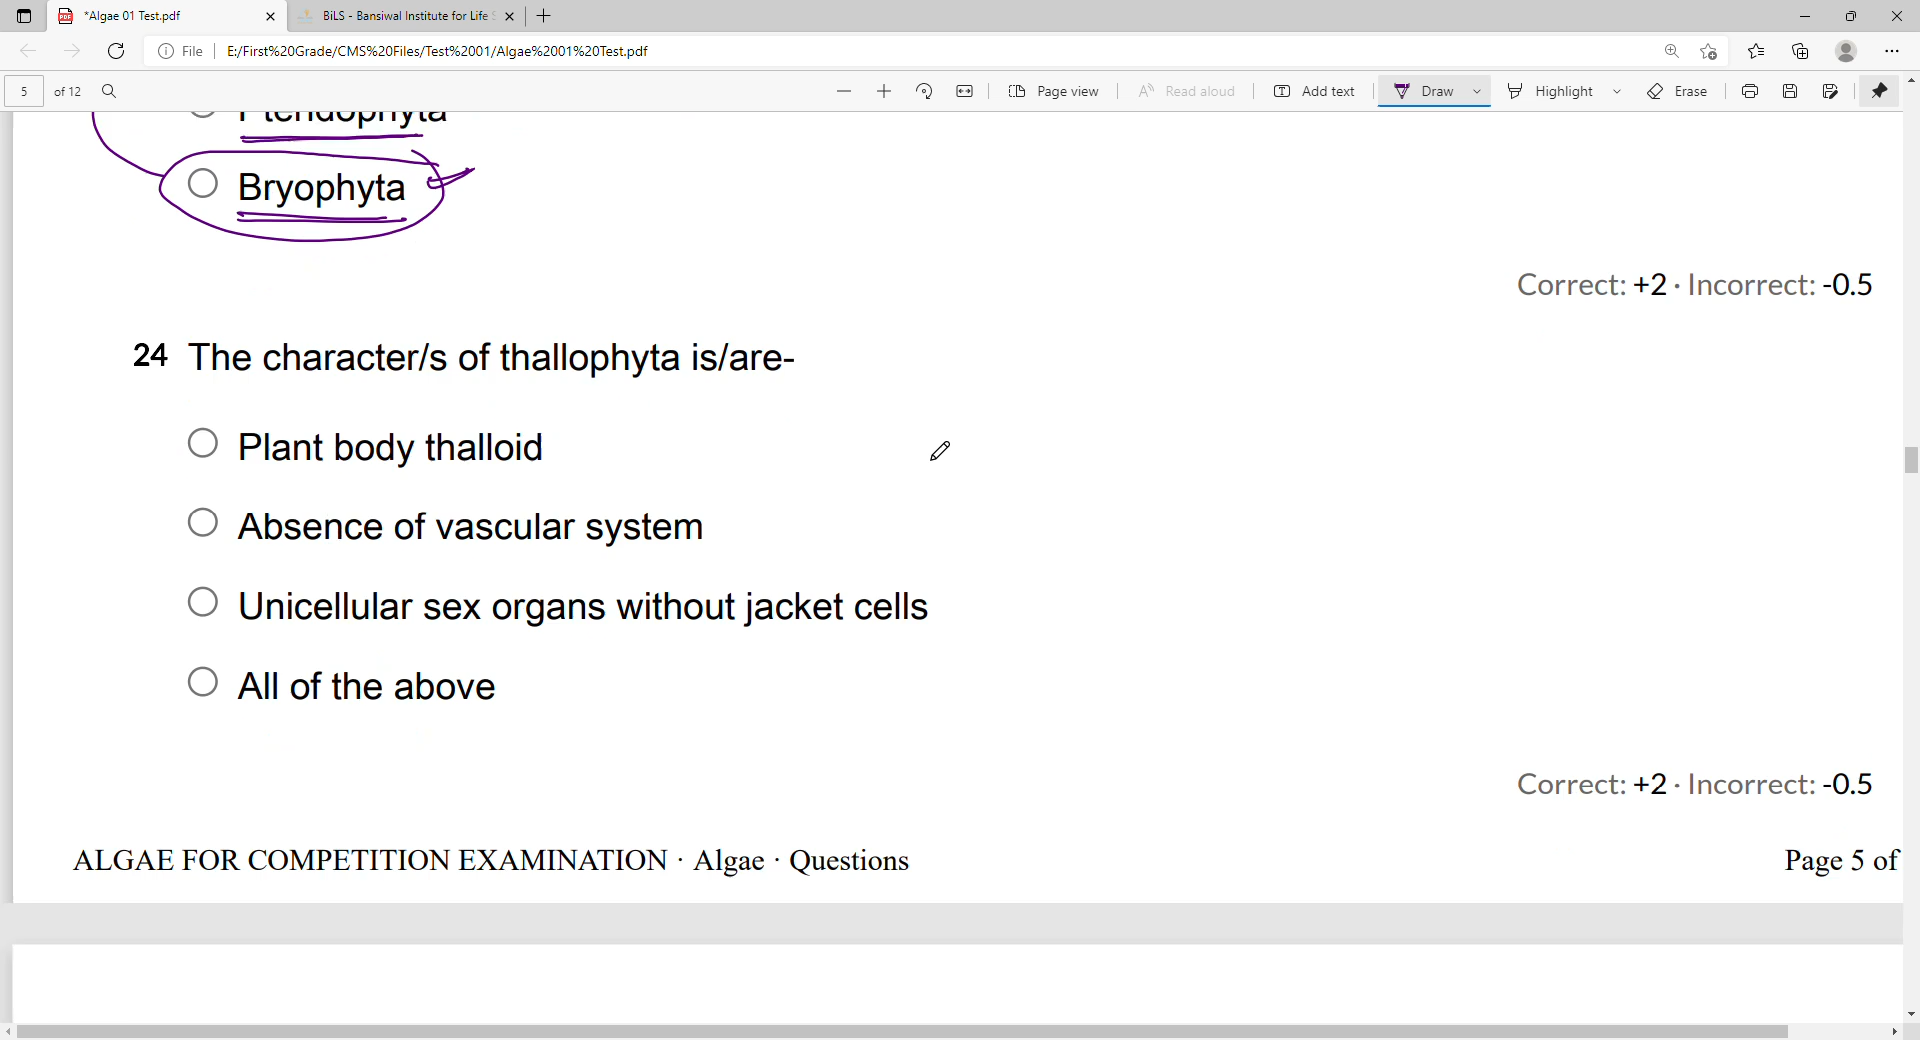 *Algae 01 Test.pdf
BiLS - Bansiwal Institute for Life S
File
E:/First%20Grade/CMS%20Files/Test%2001/Algae%2001%20Test.pdf
5 of 12
Page view
Read aloud
Add text
Draw
Highlight
Erase
Pteridophyta
Bryophyta
Correct: +2 · Incorrect: -0.5
24 The character/s of thallophyta is/are-
Plant body thalloid
Absence of vascular system
Unicellular sex organs without jacket cells
All of the above
Correct: +2 · Incorrect: -0.5
ALGAE FOR COMPETITION EXAMINATION · Algae · Questions
Page 5 of